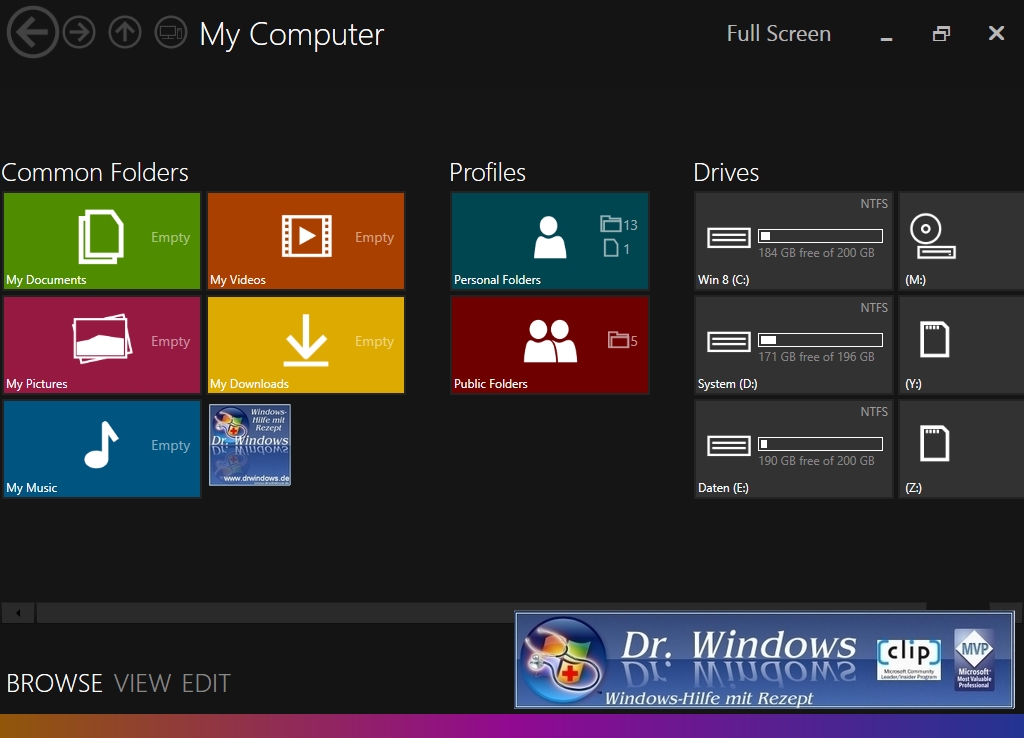 My Computer
Full Screen
Common Folders
Empty
My Documents
Empty
My Videos
Empty
My Pictures
Empty
My Downloads
Empty
My Music
Windows-
Hilfe mit
Rezept
Dr. Windows
www.drwindows.de
Profiles
13
1
Personal Folders
5
Public Folders
Drives
NTFS
184 GB free of 200 GB
Win 8 (C:)
(M:)
NTFS
171 GB free of 196 GB
System (D:)
(Y:)
NTFS
190 GB free of 200 GB
Daten (E:)
(Z:)
Dr. Windows
Windows-Hilfe mit Rezept
clip
Microsoft Community
Leader/Insider Program
MVP
Microsoft
Most Valuable
Professional
BROWSE VIEW EDIT